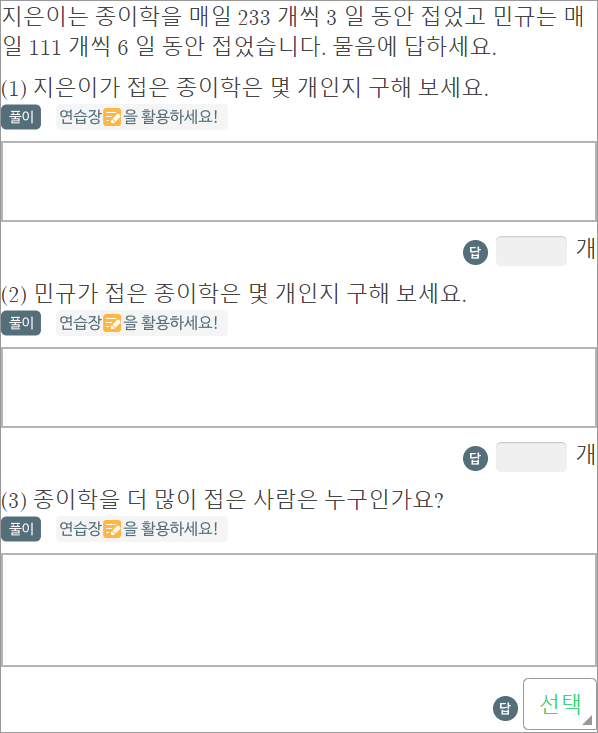 지은이는 종이학을 매일 233 개씩 3 일 동안 접었고 민규는 매
일 111 개씩 6 일 동안 접었습니다. 물음에 답하세요.
(1) 지은이가 접은 종이학은 몇 개인지 구해 보세요.
풀이 연습장 을 활용하세요!
답 개
(2) 민규가 접은 종이학은 몇 개인지 구해 보세요.
풀이 연습장 을 활용하세요!
답 개
(3) 종이학을 더 많이 접은 사람은 누구인가요?
풀이 연습장 을 활용하세요!
답 선택